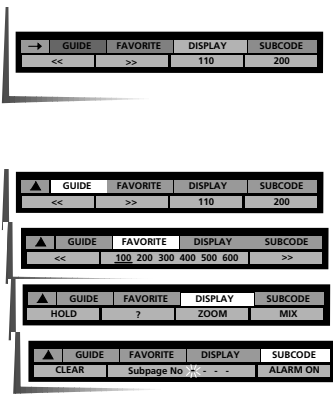 → GUIDE FAVORITE DISPLAY SUBCODE
<< >> 110 200
▲ GUIDE FAVORITE DISPLAY SUBCODE
<< >> 110 200
▲ GUIDE FAVORITE DISPLAY SUBCODE
<< 100 200 300 400 500 600 >>
▲ GUIDE FAVORITE DISPLAY SUBCODE
HOLD ? ZOOM MIX
▲ GUIDE FAVORITE DISPLAY SUBCODE
CLEAR Subpage No - - - - ALARM ON